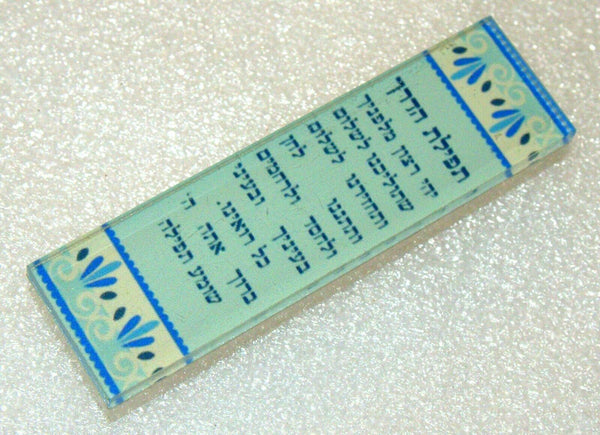 תפילת הדרך
יהי רצון מלפניך
שתוליכנו לשלום
ותחזירנו לשלום
ותתננו לחן
ולחסד ולרחמים
בעיניך ובעיני
כל רואינו.
ברוך אתה ה'
שומע תפילה